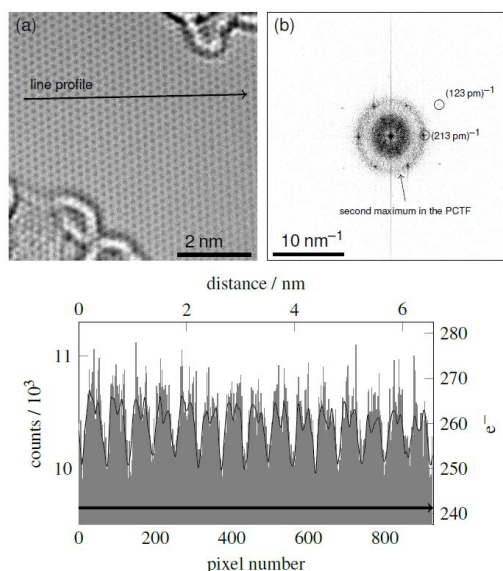 (a)
line profile
2 nm
(b)
(123 pm)⁻¹
(213 pm)⁻¹
second maximum in the PCTF
10 nm⁻¹
distance / nm
0 2 4 6
11
10
counts / 10³
280
270
260
250
240
e⁻
0 200 400 600 800
pixel number